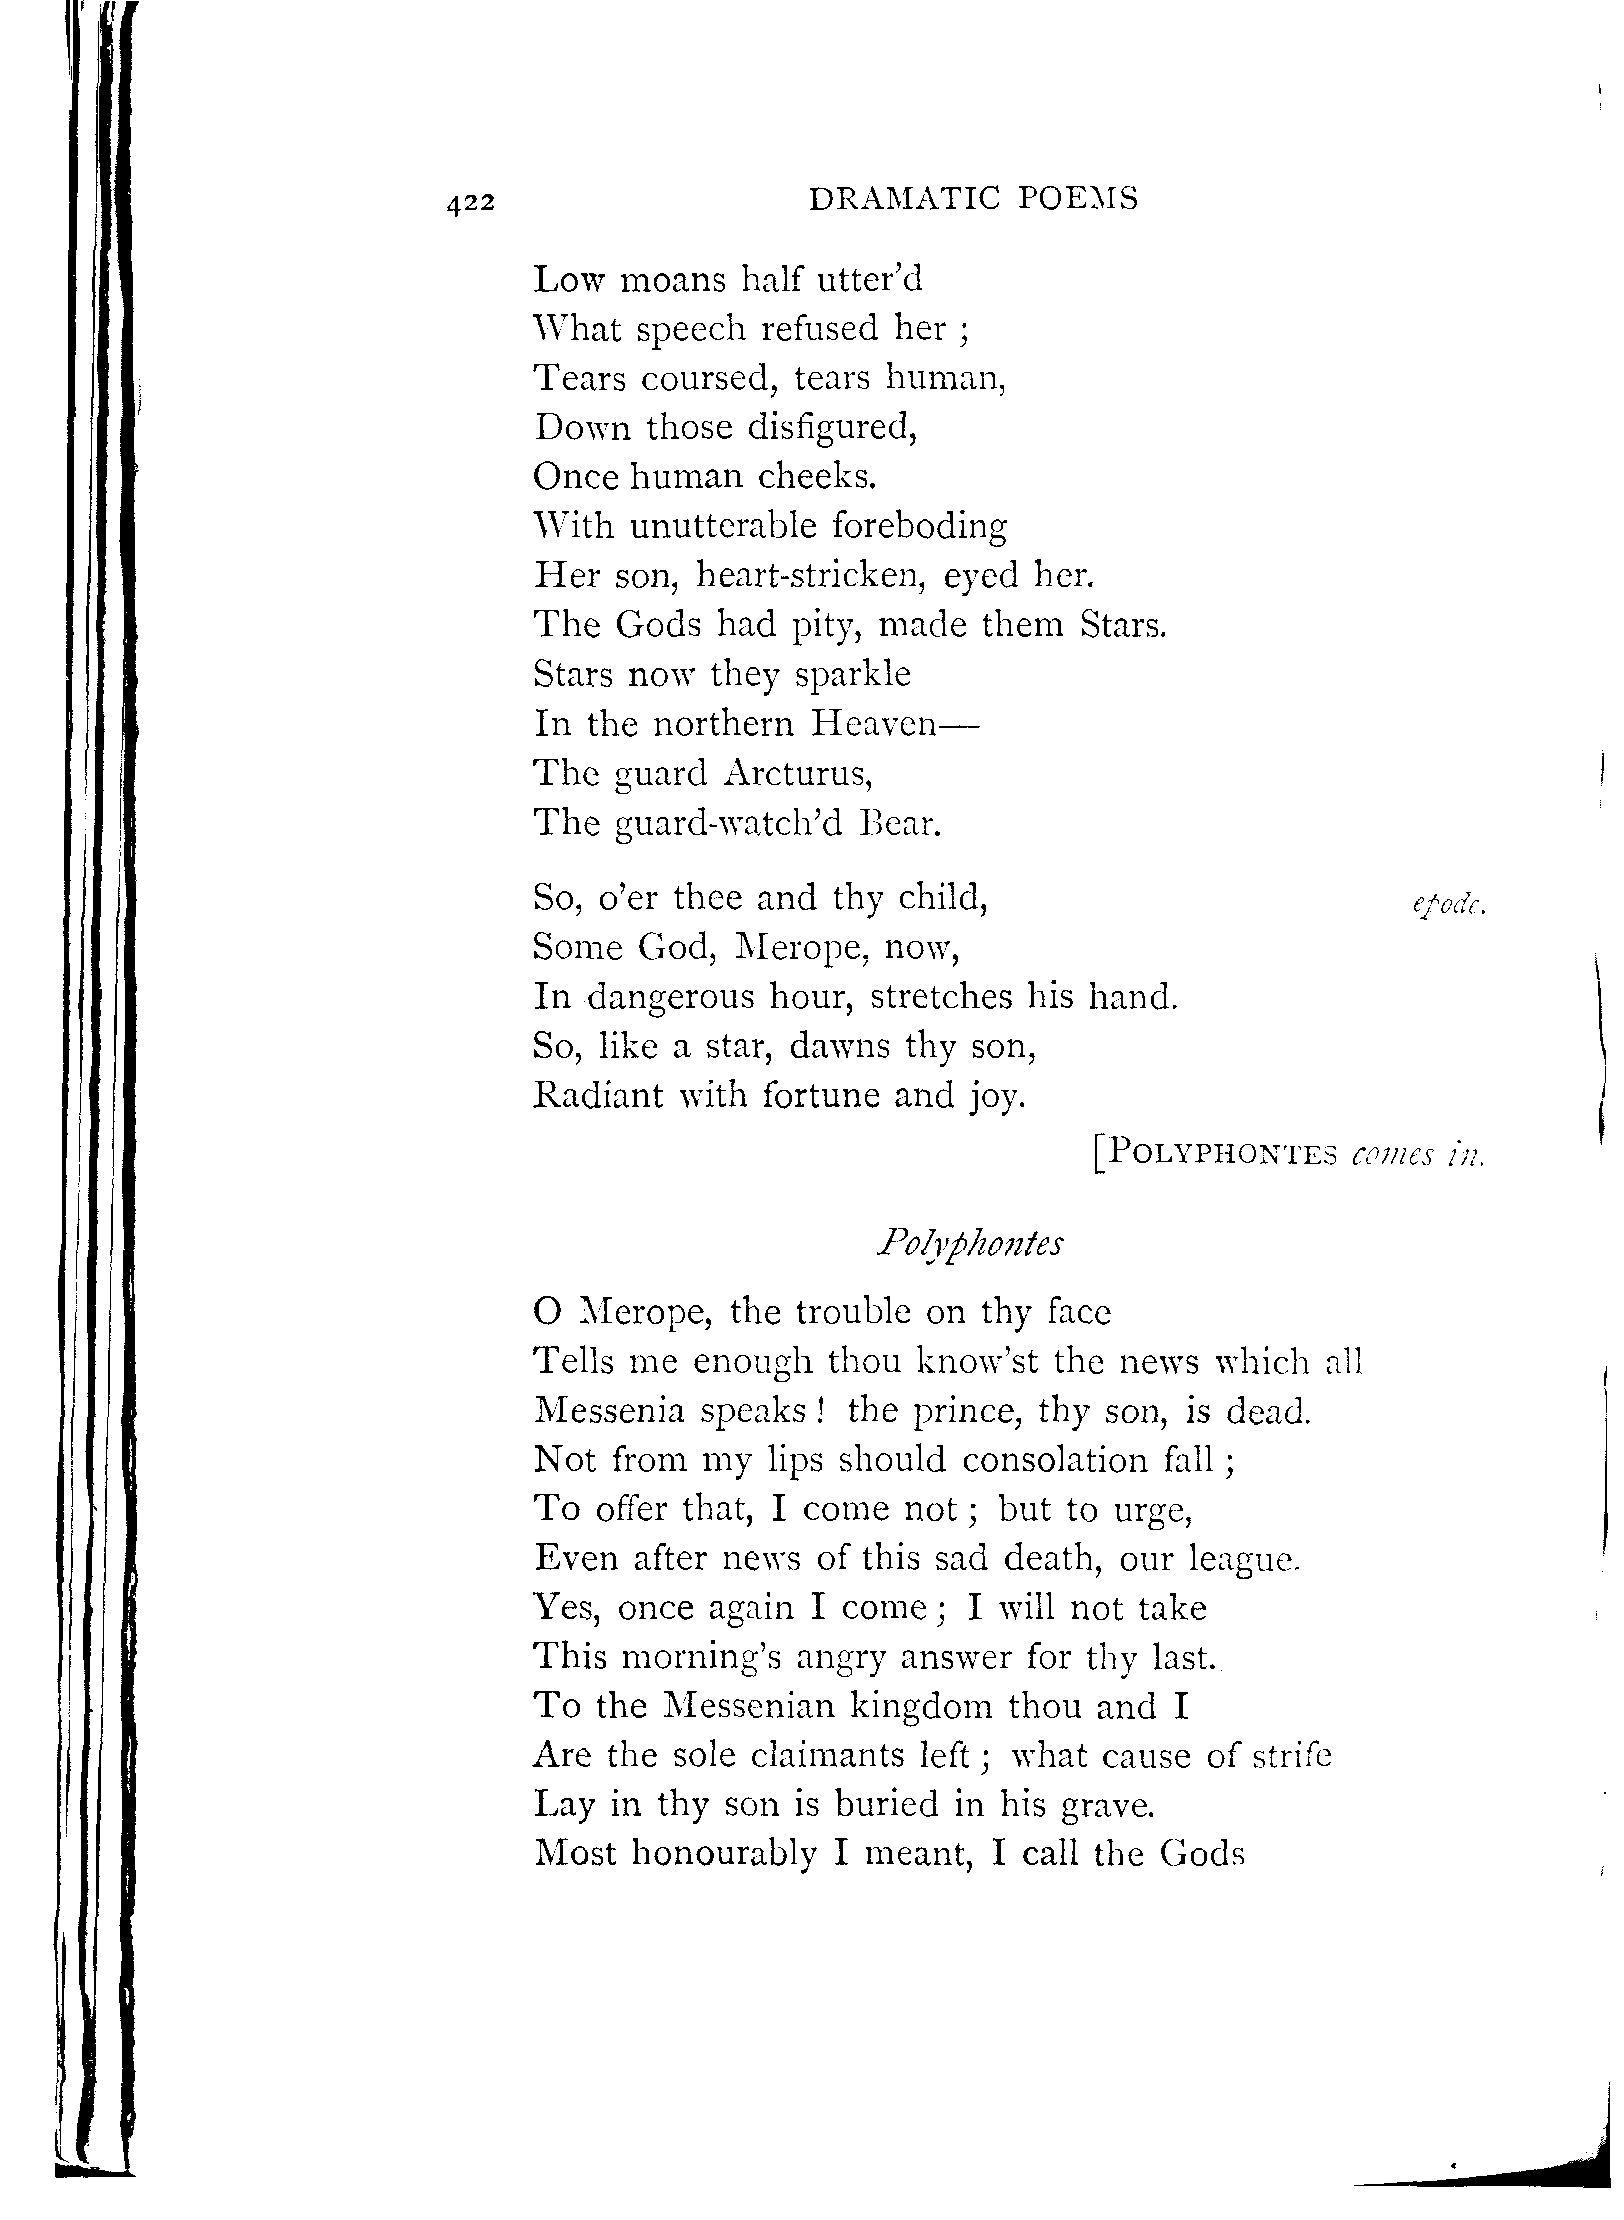 422 DRAMATIC POEMS
Low moans half utter'd
What speech refused her ;
Tears coursed, tears human,
Down those disfigured,
Once human cheeks.
With unutterable foreboding
Her son, heart-stricken, eyed her.
The Gods had pity, made them Stars.
Stars now they sparkle
In the northern Heaven—
The guard Arcturus,
The guard-watch'd Bear.
So, o'er thee and thy child, epode.
Some God, Merope, now,
In dangerous hour, stretches his hand.
So, like a star, dawns thy son,
Radiant with fortune and joy.
[POLYPHONTES comes in.
Polyphontes
O Merope, the trouble on thy face
Tells me enough thou know'st the news which all
Messenia speaks ! the prince, thy son, is dead.
Not from my lips should consolation fall ;
To offer that, I come not ; but to urge,
Even after news of this sad death, our league.
Yes, once again I come ; I will not take
This morning's angry answer for thy last.
To the Messenian kingdom thou and I
Are the sole claimants left ; what cause of strife
Lay in thy son is buried in his grave.
Most honourably I meant, I call the Gods